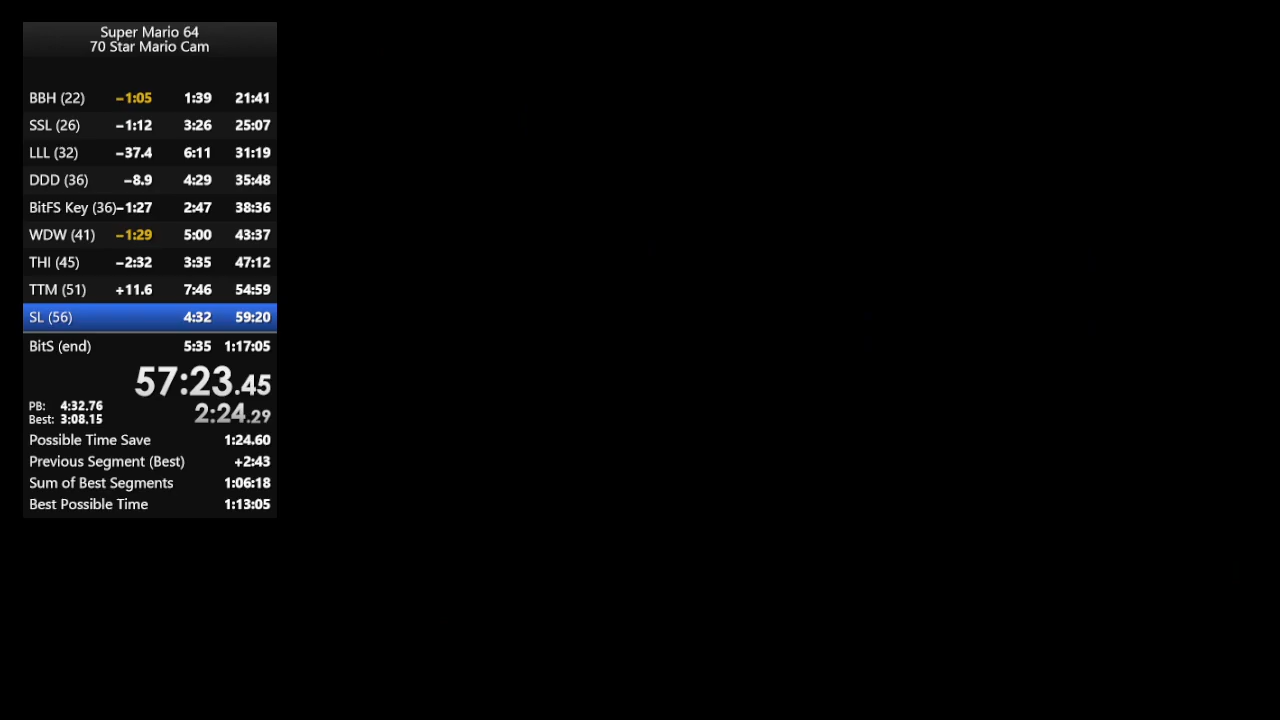 Super Mario 64
70 Star Mario Cam
BBH (22) −1:05 1:39 21:41
SSL (26) −1:12 3:26 25:07
LLL (32) −37.4 6:11 31:19
DDD (36) −8.9 4:29 35:48
BitFS Key (36) −1:27 2:47 38:36
WDW (41) −1:29 5:00 43:37
THI (45) −2:32 3:35 47:12
TTM (51) +11.6 7:46 54:59
SL (56) 4:32 59:20
BitS (end) 5:35 1:17:05
57:23.45
PB: 4:32.76
Best: 3:08.15
2:24.29
Possible Time Save 1:24.60
Previous Segment (Best) +2:43
Sum of Best Segments 1:06:18
Best Possible Time 1:13:05